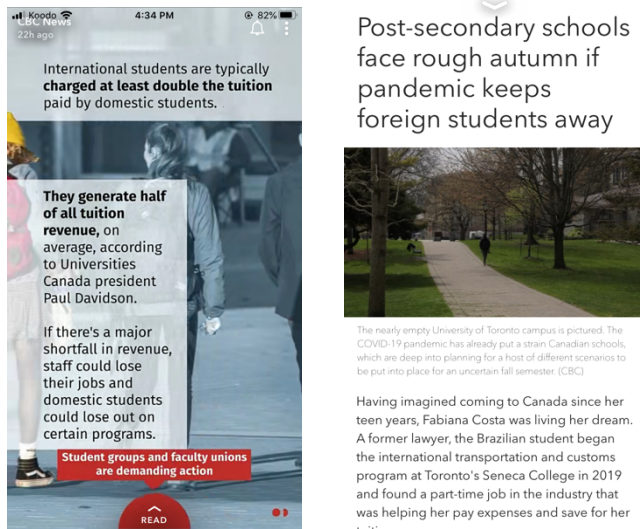 Koodo
4:34 PM
82%
CBC News
22h ago
International students are typically
charged at least double the tuition
paid by domestic students.
They generate half
of all tuition
revenue, on
average, according
to Universities
Canada president
Paul Davidson.
If there's a major
shortfall in revenue,
staff could lose
their jobs and
domestic students
could lose out on
certain programs.
Student groups and faculty unions
are demanding action
READ
Post-secondary schools
face rough autumn if
pandemic keeps
foreign students away
The nearly empty University of Toronto campus is pictured. The
COVID-19 pandemic has already put a strain Canadian schools,
which are deep into planning for a host of different scenarios to
be put into place for an uncertain fall semester. (CBC)
Having imagined coming to Canada since her
teen years, Fabiana Costa was living her dream.
A former lawyer, the Brazilian student began
the international transportation and customs
program at Toronto's Seneca College in 2019
and found a part-time job in the industry that
was helping her pay expenses and save for her